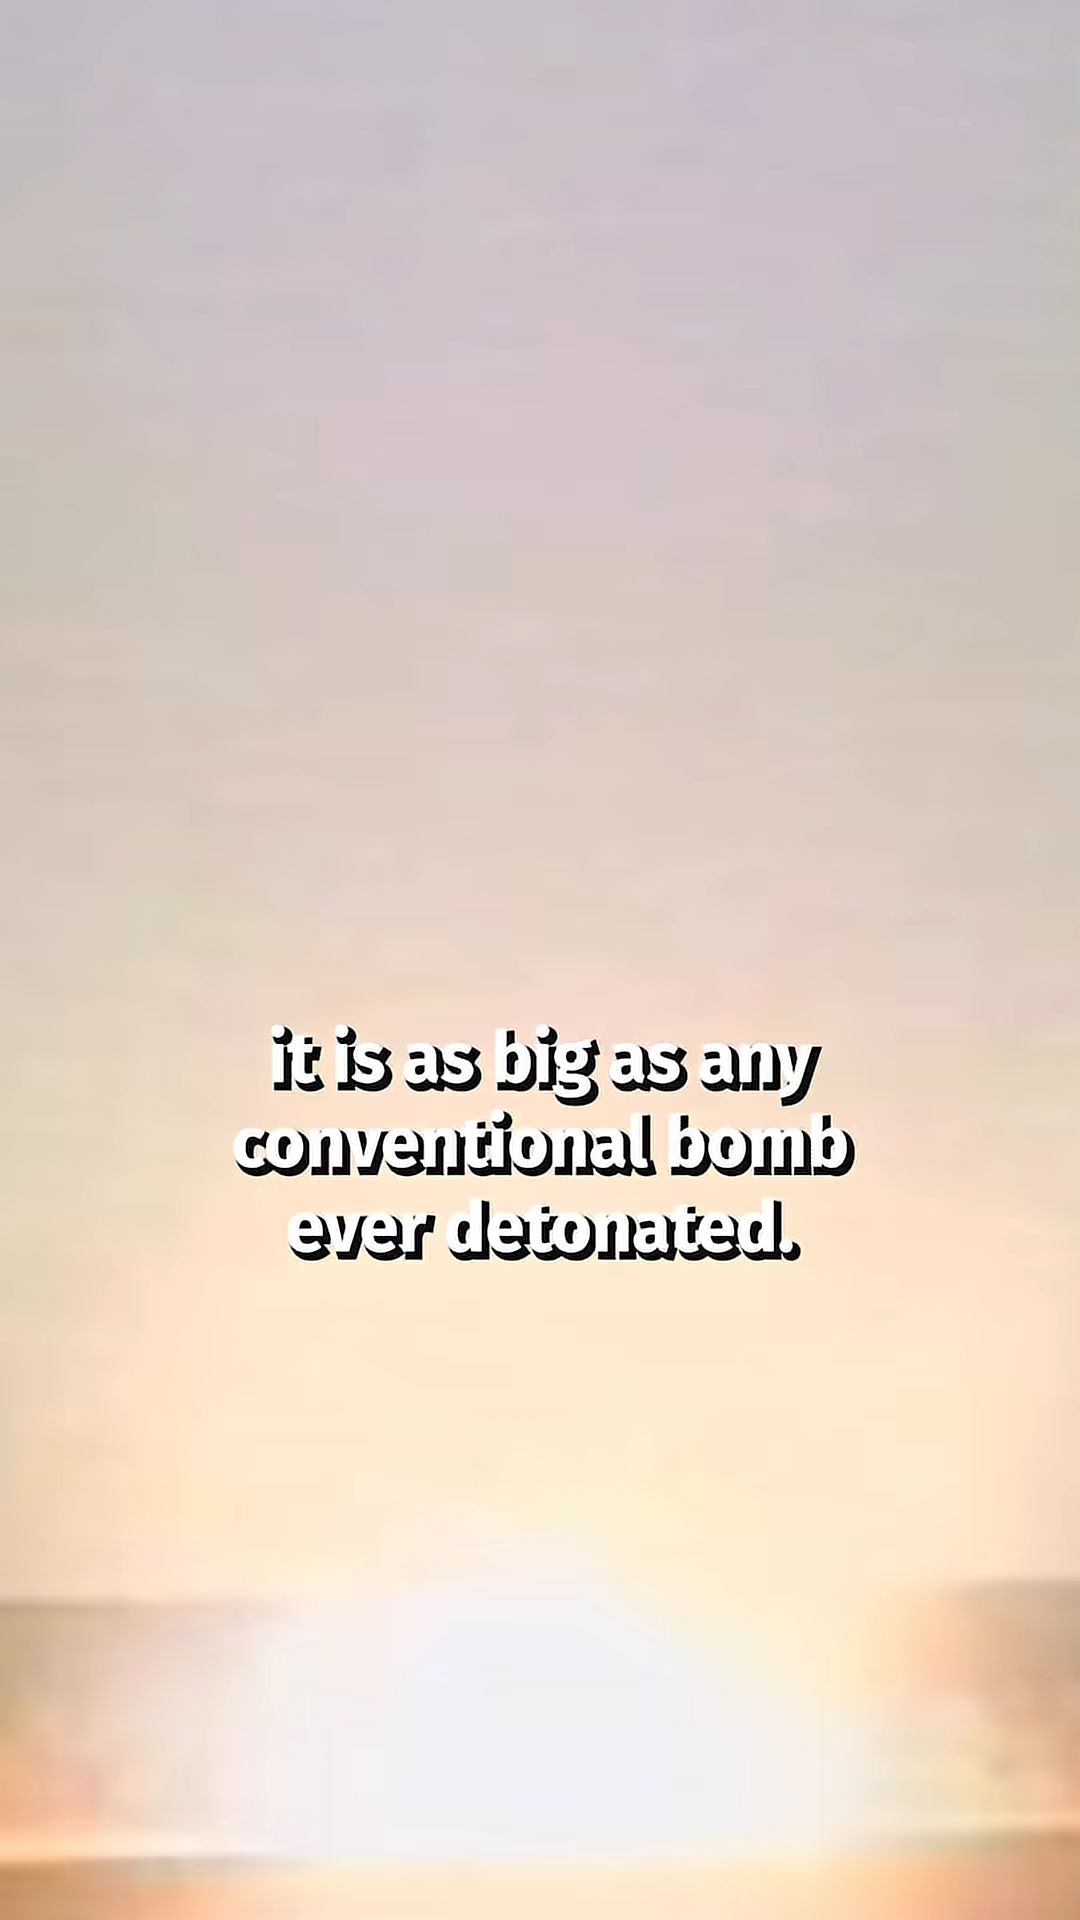 it is as big as any
conventional bomb
ever detonated.